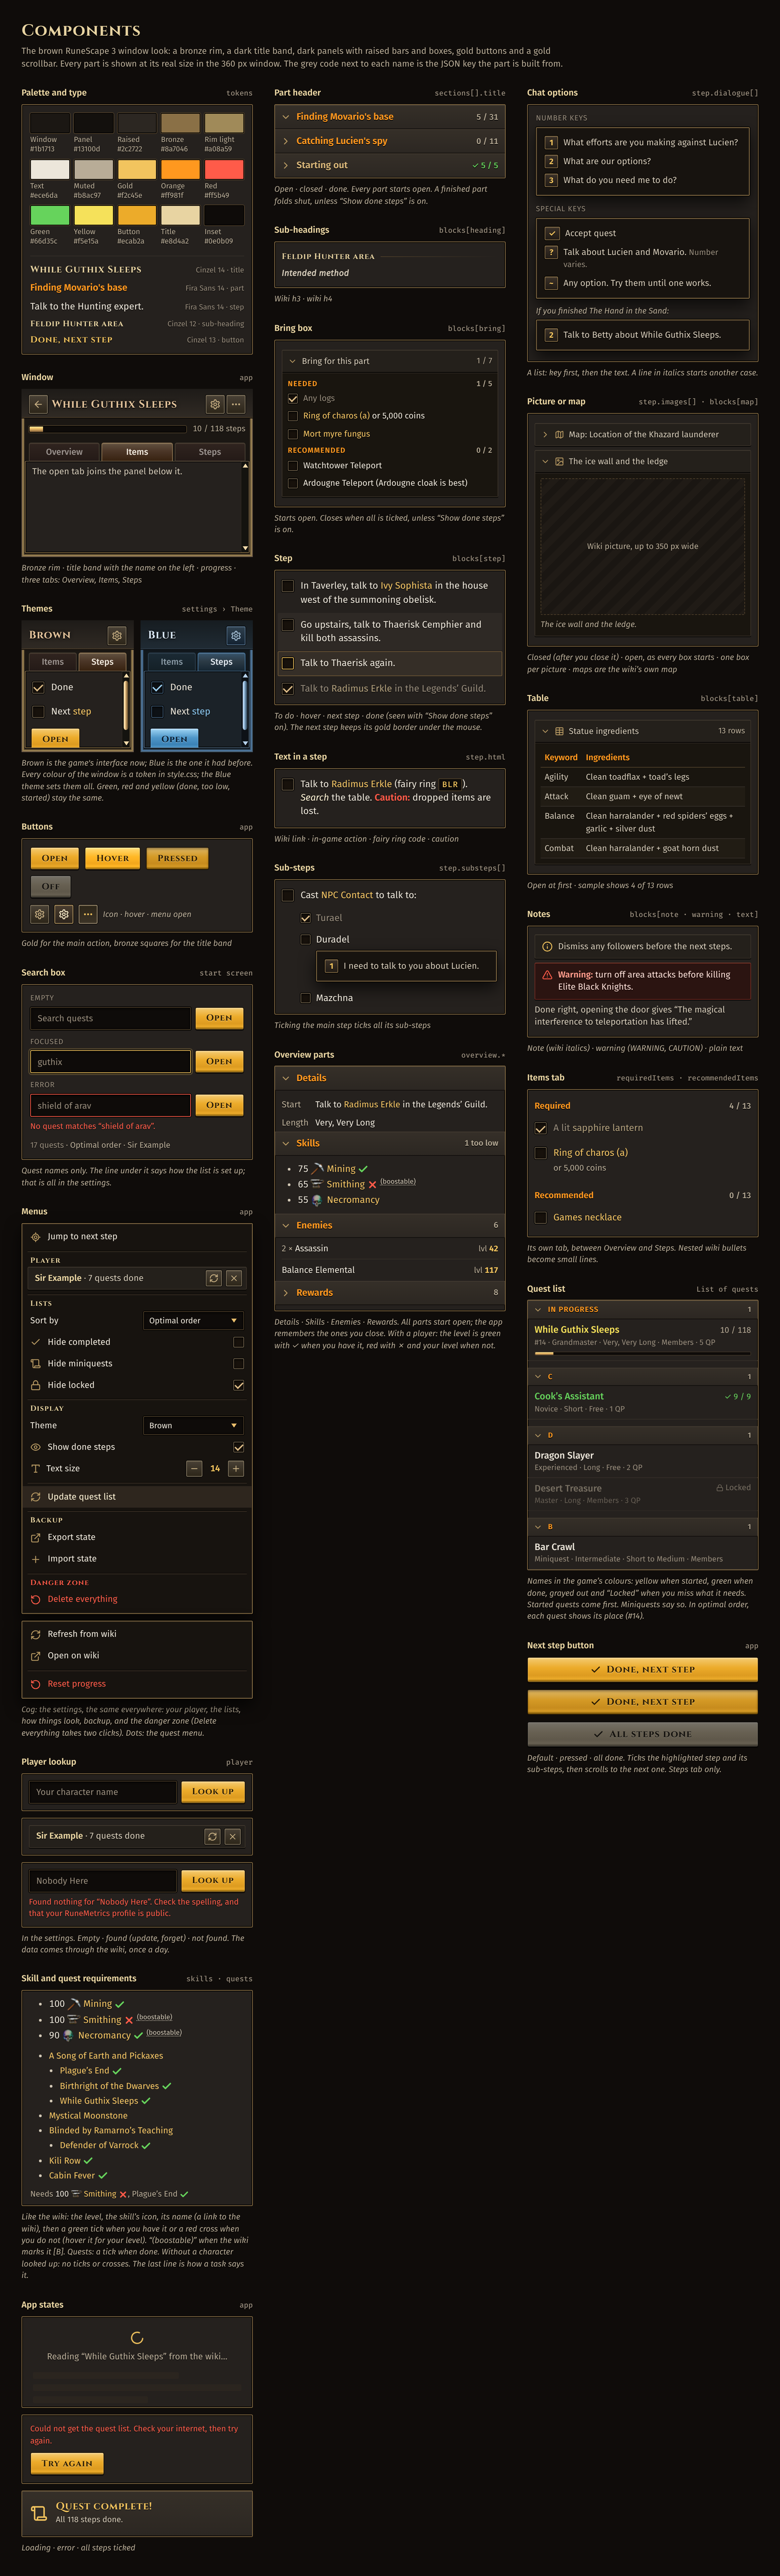 Components
The brown RuneScape 3 window look: a bronze rim, a dark title band, dark panels with raised bars and boxes, gold buttons and a gold
scrollbar. Every part is shown at its real size in the 360 px window. The grey code next to each name is the JSON key the part is built from.
Palette and type tokens
Window Panel Raised Bronze Rim light
#1b1713 #13100d #2c2722 #8a7046 #a08a59
Text Muted Gold Orange Red
#ece6da #b8ac97 #f2c45e #ff981f #ff5b49
Green Yellow Button Title Inset
#66d35c #f5e15a #ecab2a #e8d4a2 #0e0b09
While Guthix Sleeps Cinzel 14 · title
Finding Movario's base Fira Sans 14 · part
Talk to the Hunting expert. Fira Sans 14 · step
Feldip Hunter area Cinzel 12 · sub-heading
Done, next step Cinzel 13 · button
Window app
While Guthix Sleeps
10 / 118 steps
Overview Items Steps
The open tab joins the panel below it.
Bronze rim · title band with the name on the left · progress ·
three tabs: Overview, Items, Steps
Themes settings › Theme
Brown Blue
Items Steps Items Steps
Done Done
Next step Next step
Open Open
Brown is the game's interface now; Blue is the one it had before.
Every colour of the window is a token in style.css; the Blue
theme sets them all. Green, red and yellow (done, too low,
started) stay the same.
Buttons app
Open Hover Pressed
Off
Icon · hover · menu open
Gold for the main action, bronze squares for the title band
Search box start screen
EMPTY
Search quests Open
FOCUSED
guthix Open
ERROR
shield of arav Open
No quest matches “shield of arav”.
17 quests · Optimal order · Sir Example
Quest names only. The line under it says how the list is set up;
that is all in the settings.
Menus app
Jump to next step
Player
Sir Example · 7 quests done
Lists
Sort by Optimal order
Hide completed
Hide miniquests
Hide locked
Display
Theme Brown
Show done steps
Text size − 14 +
Update quest list
Backup
Export state
Import state
Danger zone
Delete everything
Refresh from wiki
Open on wiki
Reset progress
Cog: the settings, the same everywhere: your player, the lists,
how things look, backup, and the danger zone (Delete
everything takes two clicks). Dots: the quest menu.
Player lookup player
Your character name Look up
Sir Example · 7 quests done
Nobody Here Look up
Found nothing for “Nobody Here”. Check the spelling, and
that your RuneMetrics profile is public.
In the settings. Empty · found (update, forget) · not found. The
data comes through the wiki, once a day.
Skill and quest requirements skills · quests
• 100 Mining ✓
• 100 Smithing ✕ (boostable)
• 90 Necromancy ✓ (boostable)
• A Song of Earth and Pickaxes
• Plague's End ✓
• Birthright of the Dwarves ✓
• While Guthix Sleeps ✓
• Mystical Moonstone
• Blinded by Ramarno's Teaching
• Defender of Varrock ✓
• Kili Row ✓
• Cabin Fever ✓
Needs 100 Smithing ✕, Plague's End ✓
Like the wiki: the level, the skill's icon, its name (a link to the
wiki), then a green tick when you have it or a red cross when
you do not (hover it for your level). “(boostable)” when the wiki
marks it [B]. Quests: a tick when done. Without a character
looked up: no ticks or crosses. The last line is how a task says
it.
App states app
Reading “While Guthix Sleeps” from the wiki…
Could not get the quest list. Check your internet, then try
again.
Try again
Quest complete!
All 118 steps done.
Loading · error · all steps ticked
Part header sections[].title
Finding Movario's base 5 / 31
Catching Lucien's spy 0 / 11
Starting out ✓ 5 / 5
Open · closed · done. Every part starts open. A finished part
folds shut, unless “Show done steps” is on.
Sub-headings blocks[heading]
Feldip Hunter area
Intended method
Wiki h3 · wiki h4
Bring box blocks[bring]
Bring for this part 1 / 7
NEEDED 1 / 5
Any logs
Ring of charos (a) or 5,000 coins
Mort myre fungus
RECOMMENDED 0 / 2
Watchtower Teleport
Ardougne Teleport (Ardougne cloak is best)
Starts open. Closes when all is ticked, unless “Show done steps”
is on.
Step blocks[step]
In Taverley, talk to Ivy Sophista in the house
west of the summoning obelisk.
Go upstairs, talk to Thaerisk Cemphier and
kill both assassins.
Talk to Thaerisk again.
Talk to Radimus Erkle in the Legends' Guild.
To do · hover · next step · done (seen with “Show done steps”
on). The next step keeps its gold border under the mouse.
Text in a step step.html
Talk to Radimus Erkle (fairy ring BLR).
Search the table. Caution: dropped items are
lost.
Wiki link · in-game action · fairy ring code · caution
Sub-steps step.substeps[]
Cast NPC Contact to talk to:
Turael
Duradel
1 I need to talk to you about Lucien.
Mazchna
Ticking the main step ticks all its sub-steps
Overview parts overview.*
Details
Start Talk to Radimus Erkle in the Legends' Guild.
Length Very, Very Long
Skills 1 too low
• 75 Mining ✓
• 65 Smithing ✕ (boostable)
• 55 Necromancy
Enemies 6
2 × Assassin lvl 42
Balance Elemental lvl 117
Rewards 8
Details · Skills · Enemies · Rewards. All parts start open; the app
remembers the ones you close. With a player: the level is green
with ✓ when you have it, red with ✕ and your level when not.
Chat options step.dialogue[]
NUMBER KEYS
1 What efforts are you making against Lucien?
2 What are our options?
3 What do you need me to do?
SPECIAL KEYS
✓ Accept quest
? Talk about Lucien and Movario. Number
varies.
~ Any option. Try them until one works.
If you finished The Hand in the Sand:
2 Talk to Betty about While Guthix Sleeps.
A list: key first, then the text. A line in italics starts another case.
Picture or map step.images[] · blocks[map]
Map: Location of the Khazard launderer
The ice wall and the ledge
Wiki picture, up to 350 px wide
The ice wall and the ledge.
Closed (after you close it) · open, as every box starts · one box
per picture · maps are the wiki's own map
Table blocks[table]
Statue ingredients 13 rows
Keyword Ingredients
Agility Clean toadflax + toad's legs
Attack Clean guam + eye of newt
Balance Clean harralander + red spiders' eggs +
garlic + silver dust
Combat Clean harralander + goat horn dust
Open at first · sample shows 4 of 13 rows
Notes blocks[note · warning · text]
Dismiss any followers before the next steps.
Warning: turn off area attacks before killing
Elite Black Knights.
Done right, opening the door gives “The magical
interference to teleportation has lifted.”
Note (wiki italics) · warning (WARNING, CAUTION) · plain text
Items tab requiredItems · recommendedItems
Required 4 / 13
A lit sapphire lantern
Ring of charos (a)
or 5,000 coins
Recommended 0 / 13
Games necklace
Its own tab, between Overview and Steps. Nested wiki bullets
become small lines.
Quest list List of quests
IN PROGRESS 1
While Guthix Sleeps 10 / 118
#14 · Grandmaster · Very, Very Long · Members · 5 QP
C 1
Cook's Assistant ✓ 9 / 9
Novice · Short · Free · 1 QP
D 1
Dragon Slayer
Experienced · Long · Free · 2 QP
Desert Treasure Locked
Master · Long · Members · 3 QP
B 1
Bar Crawl
Miniquest · Intermediate · Short to Medium · Members
Names in the game's colours: yellow when started, green when
done, grayed out and “Locked” when you miss what it needs.
Started quests come first. Miniquests say so. In optimal order,
each quest shows its place (#14).
Next step button app
✓ Done, next step
✓ Done, next step
✓ All steps done
Default · pressed · all done. Ticks the highlighted step and its
sub-steps, then scrolls to the next one. Steps tab only.